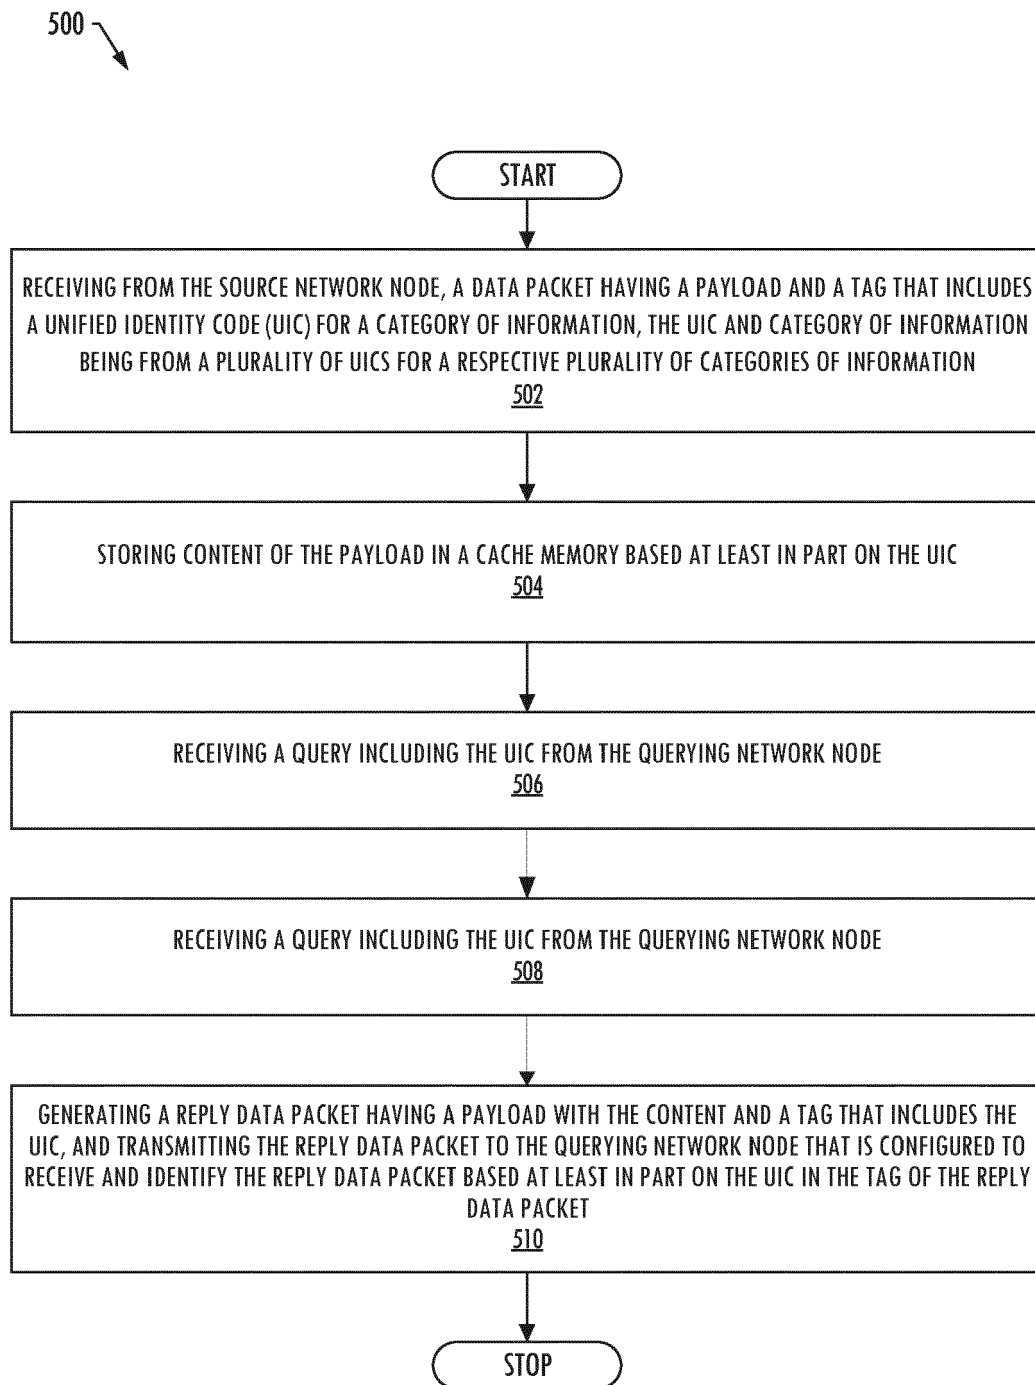 500
START
RECEIVING FROM THE SOURCE NETWORK NODE, A DATA PACKET HAVING A PAYLOAD AND A TAG THAT INCLUDES
A UNIFIED IDENTITY CODE (UIC) FOR A CATEGORY OF INFORMATION, THE UIC AND CATEGORY OF INFORMATION
BEING FROM A PLURALITY OF UICS FOR A RESPECTIVE PLURALITY OF CATEGORIES OF INFORMATION
502
STORING CONTENT OF THE PAYLOAD IN A CACHE MEMORY BASED AT LEAST IN PART ON THE UIC
504
RECEIVING A QUERY INCLUDING THE UIC FROM THE QUERYING NETWORK NODE
506
RECEIVING A QUERY INCLUDING THE UIC FROM THE QUERYING NETWORK NODE
508
GENERATING A REPLY DATA PACKET HAVING A PAYLOAD WITH THE CONTENT AND A TAG THAT INCLUDES THE
UIC, AND TRANSMITTING THE REPLY DATA PACKET TO THE QUERYING NETWORK NODE THAT IS CONFIGURED TO
RECEIVE AND IDENTIFY THE REPLY DATA PACKET BASED AT LEAST IN PART ON THE UIC IN THE TAG OF THE REPLY
DATA PACKET
510
STOP